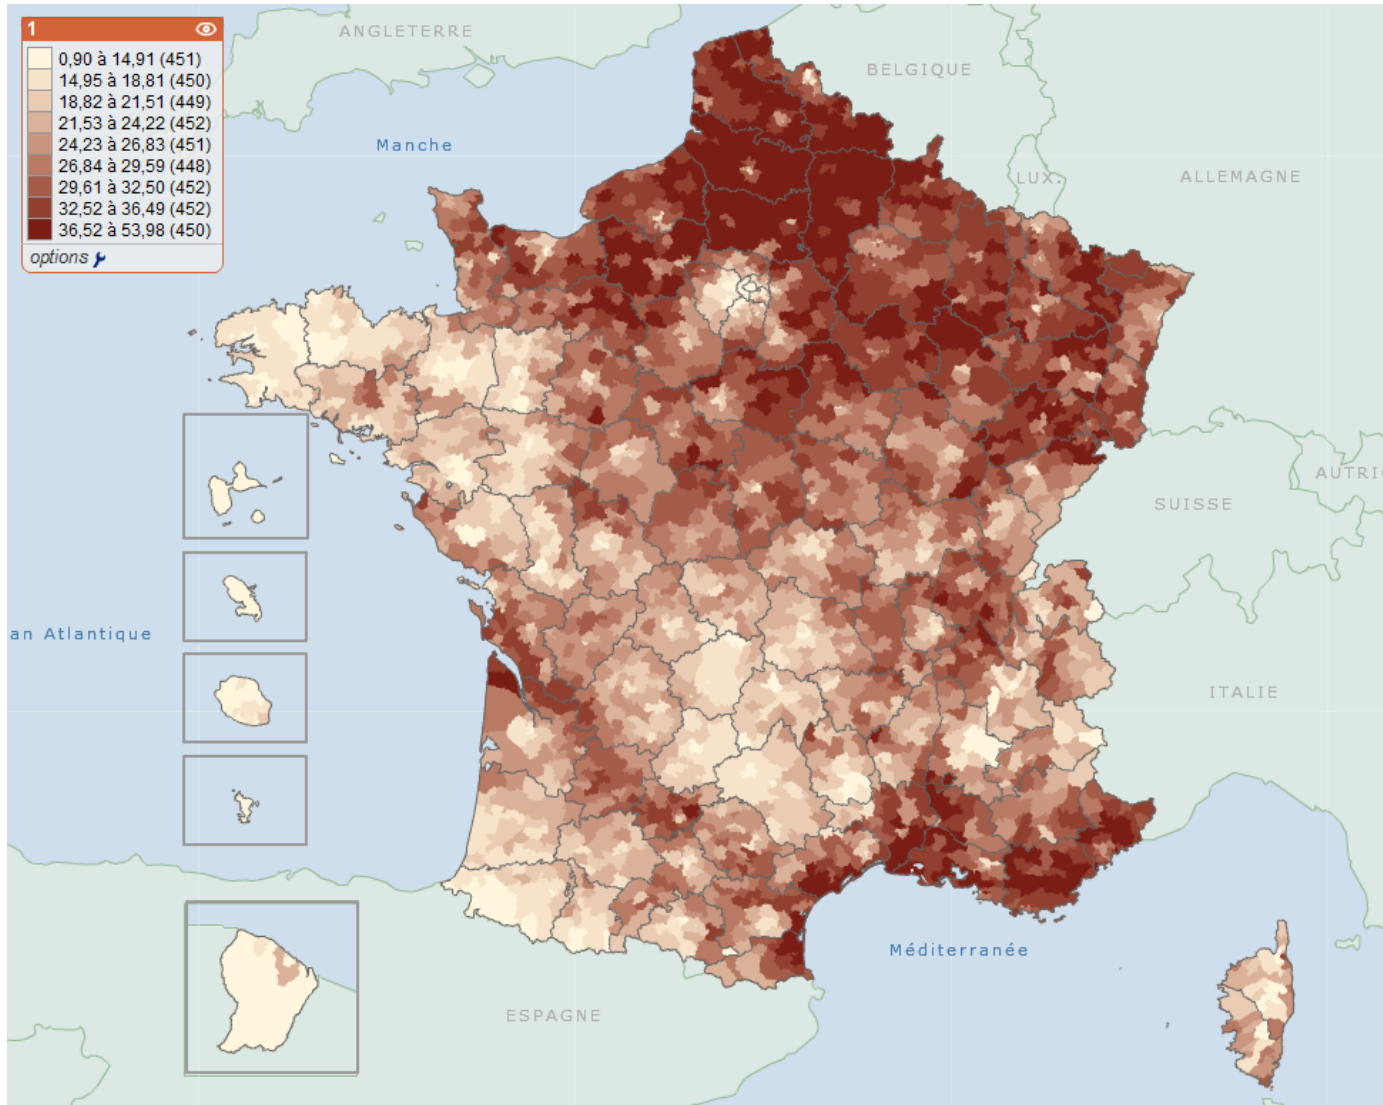 1
0,90 à 14,91 (451)
14,95 à 18,81 (450)
18,82 à 21,51 (449)
21,53 à 24,22 (452)
24,23 à 26,83 (451)
26,84 à 29,59 (448)
29,61 à 32,50 (452)
32,52 à 36,49 (452)
36,52 à 53,98 (450)
options
ANGLETERRE
BELGIQUE
Manche
LUX.
ALLEMAGNE
AUTRI
SUISSE
an Atlantique
ITALIE
Méditerranée
ESPAGNE